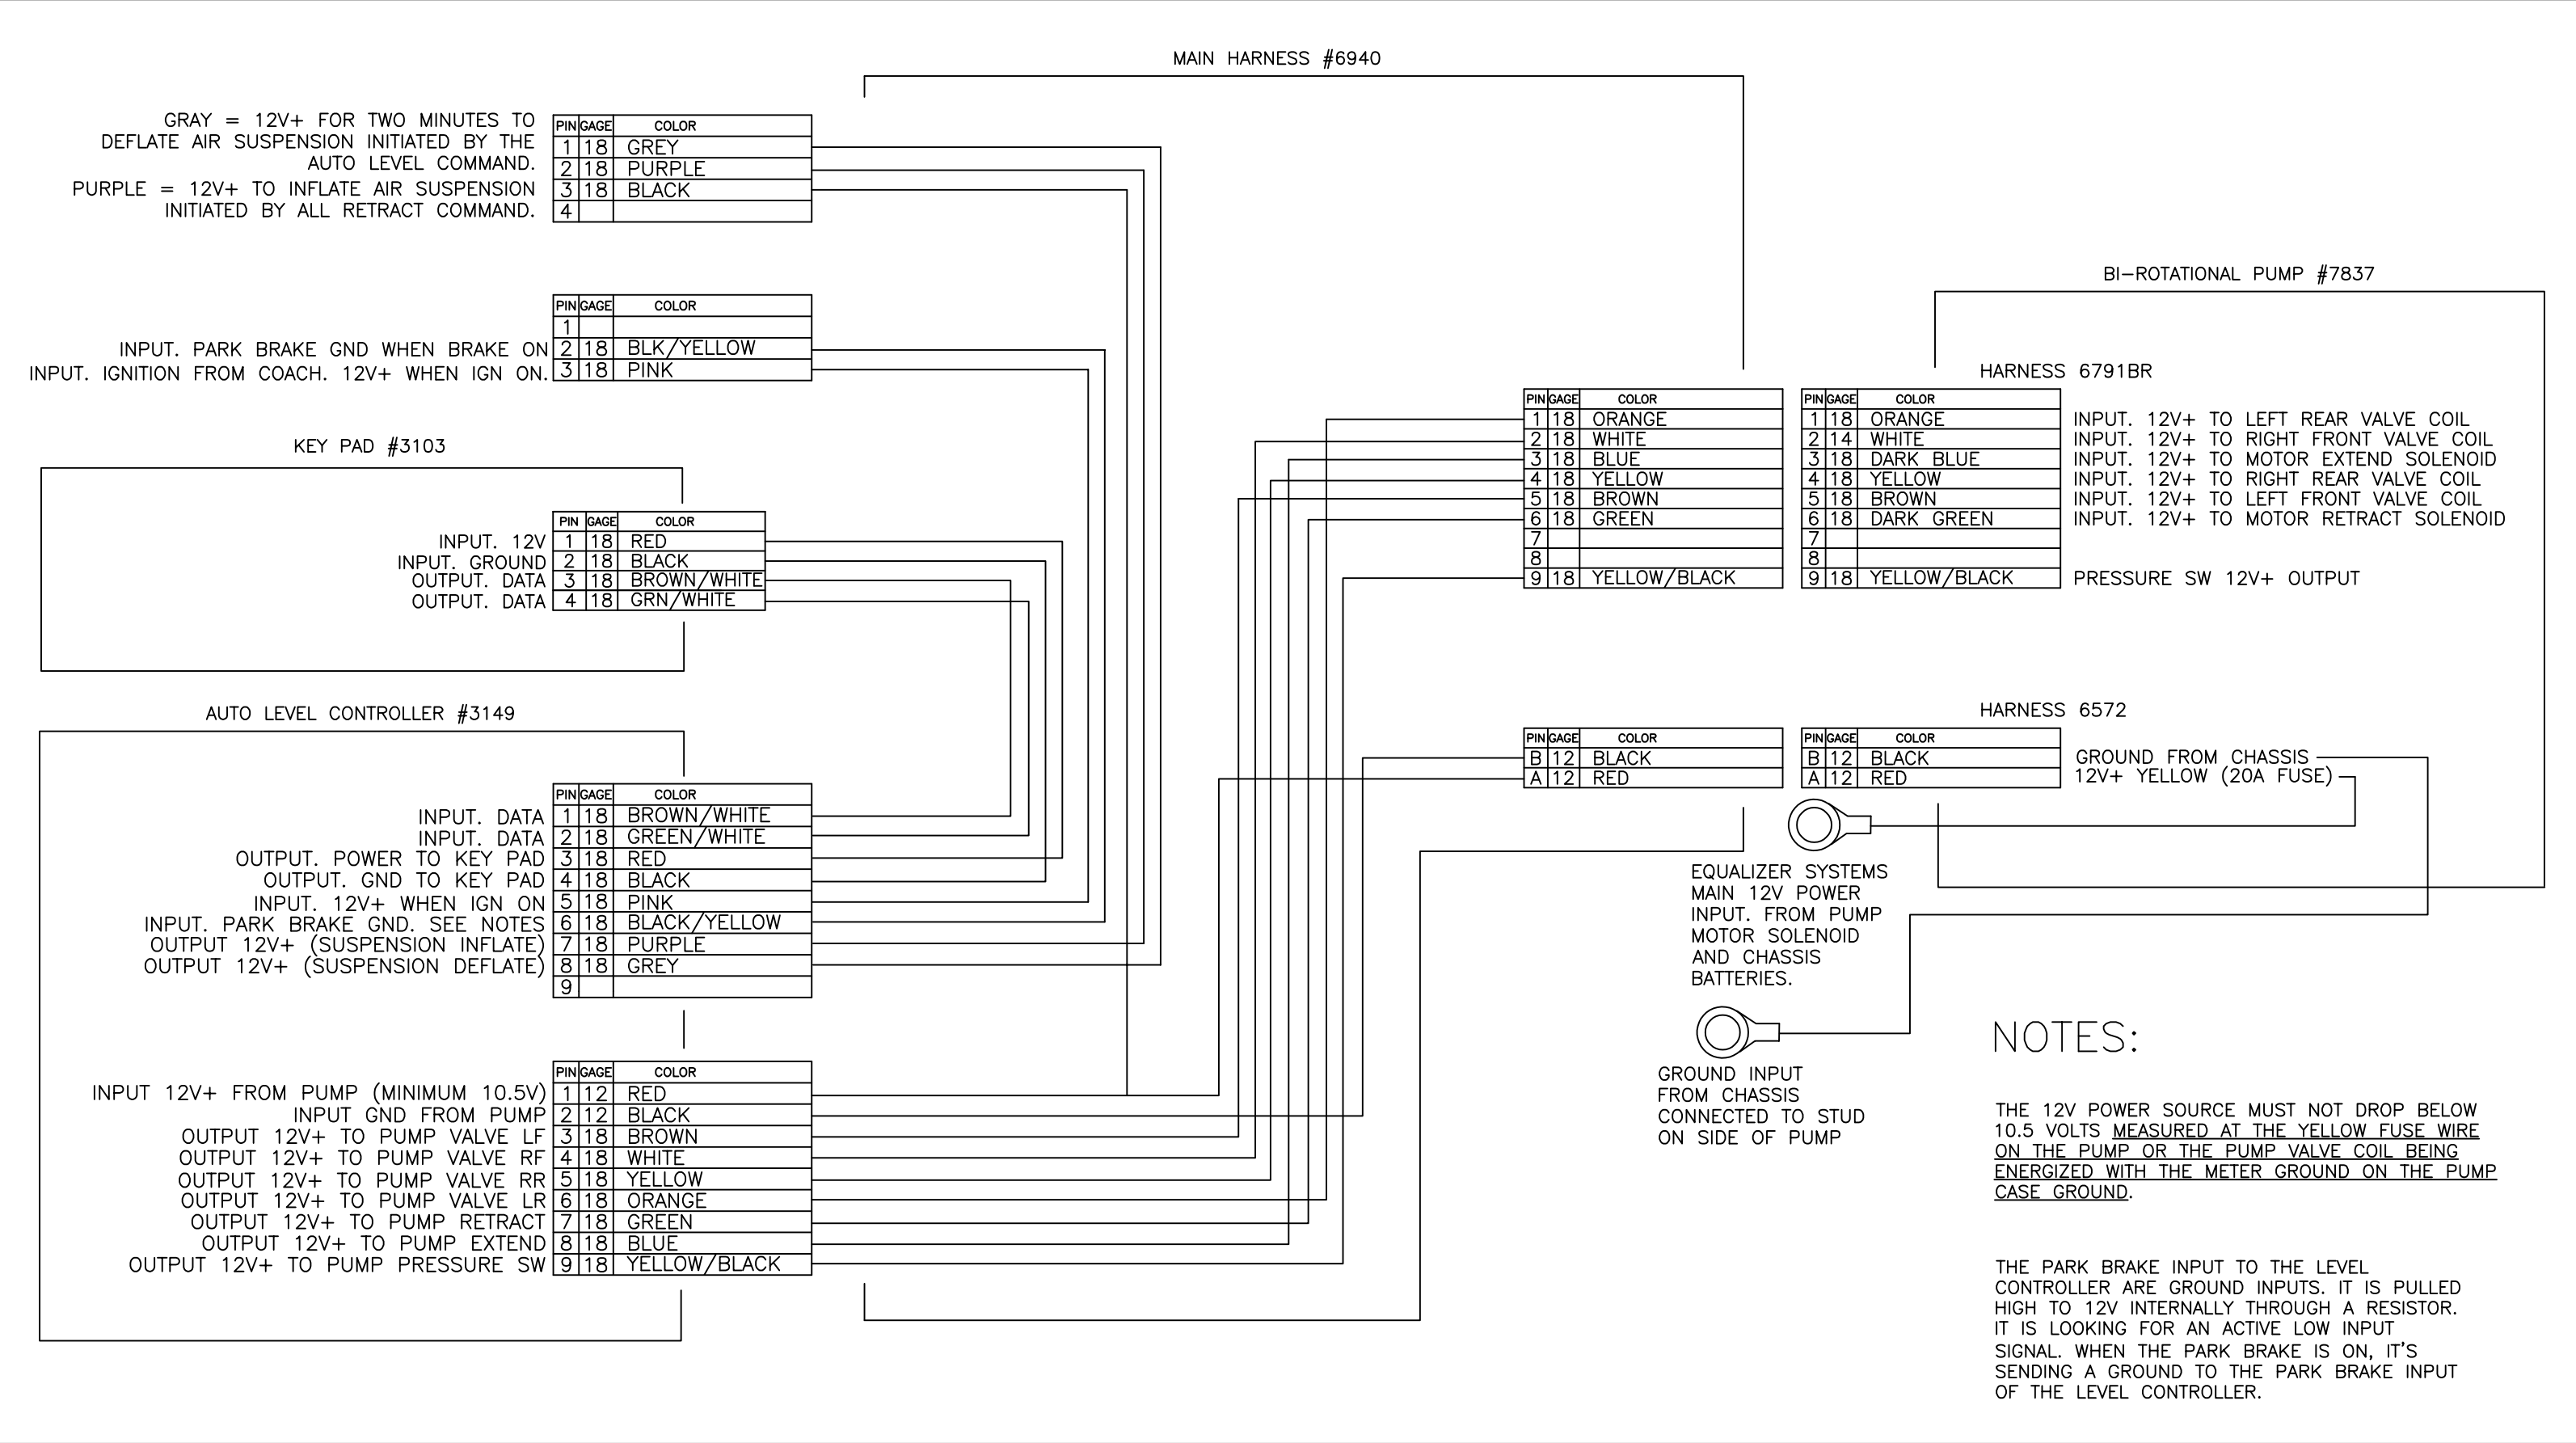 MAIN HARNESS #6940
GRAY = 12V+ FOR TWO MINUTES TO
DEFLATE AIR SUSPENSION INITIATED BY THE
AUTO LEVEL COMMAND.
PURPLE = 12V+ TO INFLATE AIR SUSPENSION
INITIATED BY ALL RETRACT COMMAND.
PIN GAGE COLOR
1 18 GREY
2 18 PURPLE
3 18 BLACK
4
PIN GAGE COLOR
1
INPUT. PARK BRAKE GND WHEN BRAKE ON 2 18 BLK/YELLOW
INPUT. IGNITION FROM COACH. 12V+ WHEN IGN ON. 3 18 PINK
KEY PAD #3103
PIN GAGE COLOR
INPUT. 12V 1 18 RED
INPUT. GROUND 2 18 BLACK
OUTPUT. DATA 3 18 BROWN/WHITE
OUTPUT. DATA 4 18 GRN/WHITE
AUTO LEVEL CONTROLLER #3149
PIN GAGE COLOR
INPUT. DATA 1 18 BROWN/WHITE
INPUT. DATA 2 18 GREEN/WHITE
OUTPUT. POWER TO KEY PAD 3 18 RED
OUTPUT. GND TO KEY PAD 4 18 BLACK
INPUT. 12V+ WHEN IGN ON 5 18 PINK
INPUT. PARK BRAKE GND. SEE NOTES 6 18 BLACK/YELLOW
OUTPUT 12V+ (SUSPENSION INFLATE) 7 18 PURPLE
OUTPUT 12V+ (SUSPENSION DEFLATE) 8 18 GREY
9
PIN GAGE COLOR
INPUT 12V+ FROM PUMP (MINIMUM 10.5V) 1 12 RED
INPUT GND FROM PUMP 2 12 BLACK
OUTPUT 12V+ TO PUMP VALVE LF 3 18 BROWN
OUTPUT 12V+ TO PUMP VALVE RF 4 18 WHITE
OUTPUT 12V+ TO PUMP VALVE RR 5 18 YELLOW
OUTPUT 12V+ TO PUMP VALVE LR 6 18 ORANGE
OUTPUT 12V+ TO PUMP RETRACT 7 18 GREEN
OUTPUT 12V+ TO PUMP EXTEND 8 18 BLUE
OUTPUT 12V+ TO PUMP PRESSURE SW 9 18 YELLOW/BLACK
BI-ROTATIONAL PUMP #7837
HARNESS 6791BR
PIN GAGE COLOR
1 18 ORANGE
2 18 WHITE
3 18 BLUE
4 18 YELLOW
5 18 BROWN
6 18 GREEN
7
8
9 18 YELLOW/BLACK
PIN GAGE COLOR
1 18 ORANGE INPUT. 12V+ TO LEFT REAR VALVE COIL
2 14 WHITE INPUT. 12V+ TO RIGHT FRONT VALVE COIL
3 18 DARK BLUE INPUT. 12V+ TO MOTOR EXTEND SOLENOID
4 18 YELLOW INPUT. 12V+ TO RIGHT REAR VALVE COIL
5 18 BROWN INPUT. 12V+ TO LEFT FRONT VALVE COIL
6 18 DARK GREEN INPUT. 12V+ TO MOTOR RETRACT SOLENOID
7
8
9 18 YELLOW/BLACK PRESSURE SW 12V+ OUTPUT
HARNESS 6572
PIN GAGE COLOR
B 12 BLACK
A 12 RED
PIN GAGE COLOR
B 12 BLACK GROUND FROM CHASSIS
A 12 RED 12V+ YELLOW (20A FUSE)
EQUALIZER SYSTEMS
MAIN 12V POWER
INPUT. FROM PUMP
MOTOR SOLENOID
AND CHASSIS
BATTERIES.
GROUND INPUT
FROM CHASSIS
CONNECTED TO STUD
ON SIDE OF PUMP
NOTES:
THE 12V POWER SOURCE MUST NOT DROP BELOW
10.5 VOLTS MEASURED AT THE YELLOW FUSE WIRE
ON THE PUMP OR THE PUMP VALVE COIL BEING
ENERGIZED WITH THE METER GROUND ON THE PUMP
CASE GROUND.
THE PARK BRAKE INPUT TO THE LEVEL
CONTROLLER ARE GROUND INPUTS. IT IS PULLED
HIGH TO 12V INTERNALLY THROUGH A RESISTOR.
IT IS LOOKING FOR AN ACTIVE LOW INPUT
SIGNAL. WHEN THE PARK BRAKE IS ON, IT'S
SENDING A GROUND TO THE PARK BRAKE INPUT
OF THE LEVEL CONTROLLER.